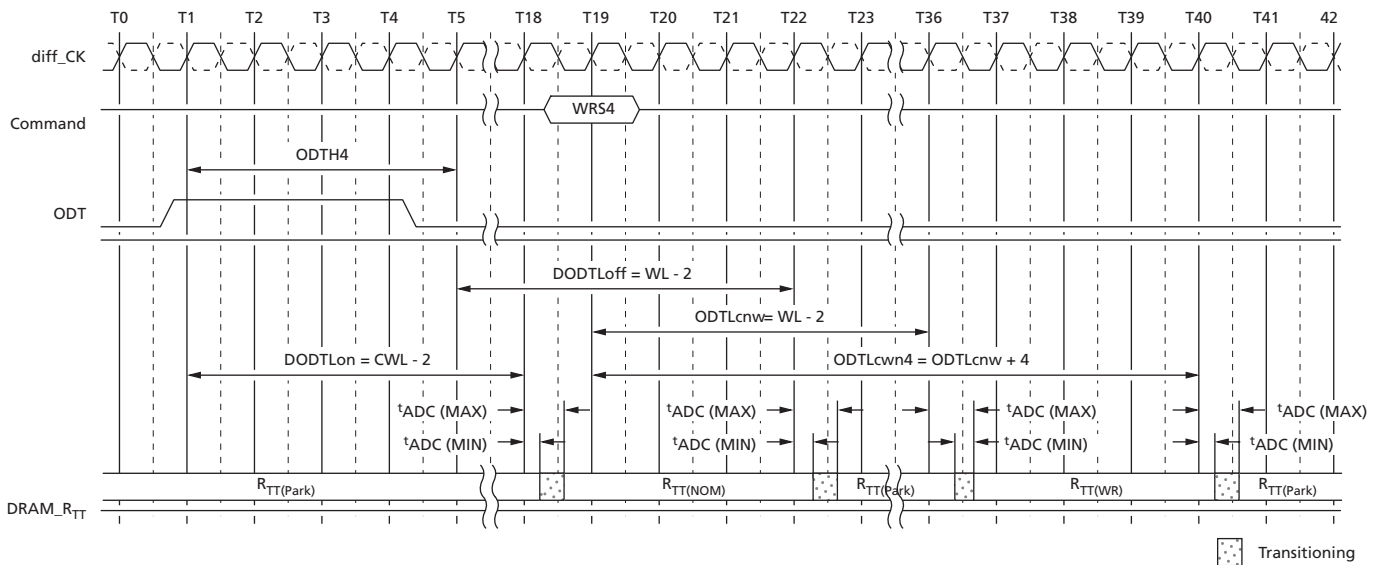 T0 T1 T2 T3 T4 T5 T18 T19 T20 T21 T22 T23 T36 T37 T38 T39 T40 T41 42
diff_CK
Command
WRS4
ODTH4
ODT
DODTLoff = WL - 2
ODTLcnw= WL - 2
DODTLon = CWL - 2
ODTLcwn4 = ODTLcnw + 4
tADC (MAX) tADC (MAX) tADC (MAX) tADC (MAX)
tADC (MIN) tADC (MIN) tADC (MIN) tADC (MIN)
RTT(Park) RTT(NOM) RTT(Park) RTT(WR) RTT(Park)
DRAM_RTT
Transitioning